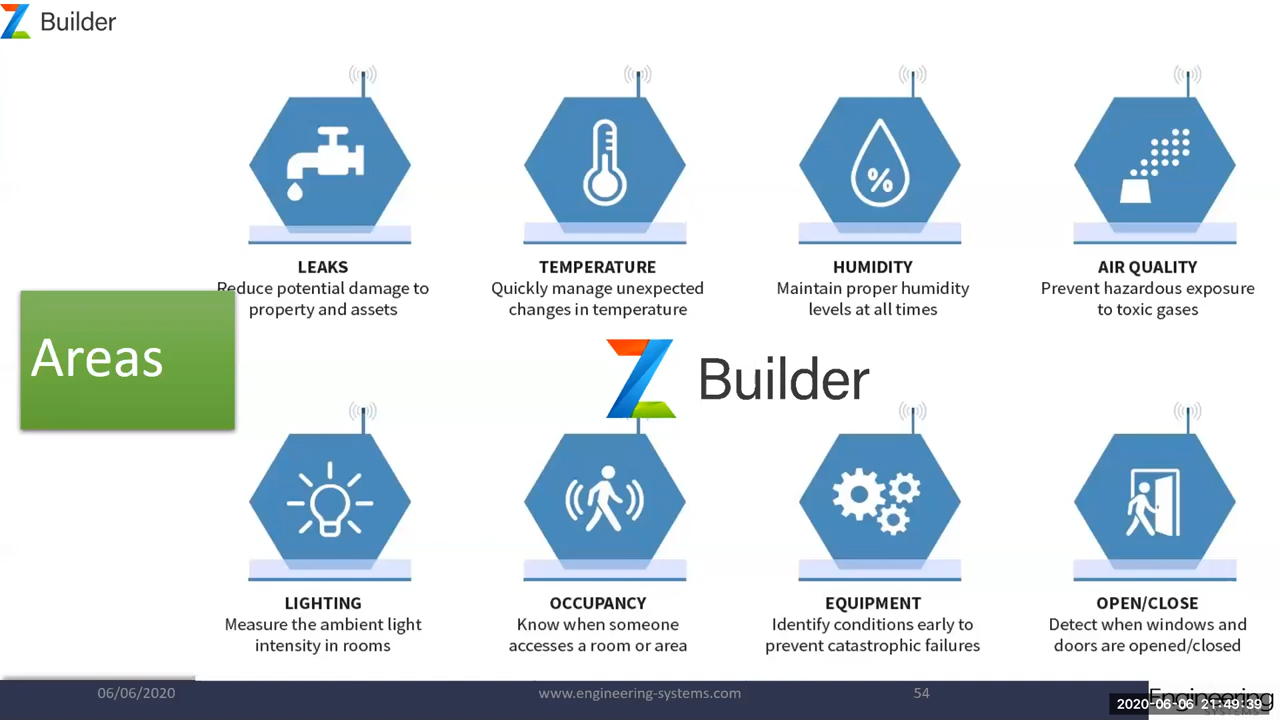 Builder
LEAKS
Reduce potential damage to
property and assets
TEMPERATURE
Quickly manage unexpected
changes in temperature
%
HUMIDITY
Maintain proper humidity
levels at all times
AIR QUALITY
Prevent hazardous exposure
to toxic gases
Areas
Builder
LIGHTING
Measure the ambient light
intensity in rooms
OCCUPANCY
Know when someone
accesses a room or area
EQUIPMENT
Identify conditions early to
prevent catastrophic failures
OPEN/CLOSE
Detect when windows and
doors are opened/closed
06/06/2020
www.engineering-systems.com
54
Engineering
2020-06-06 21:49:39